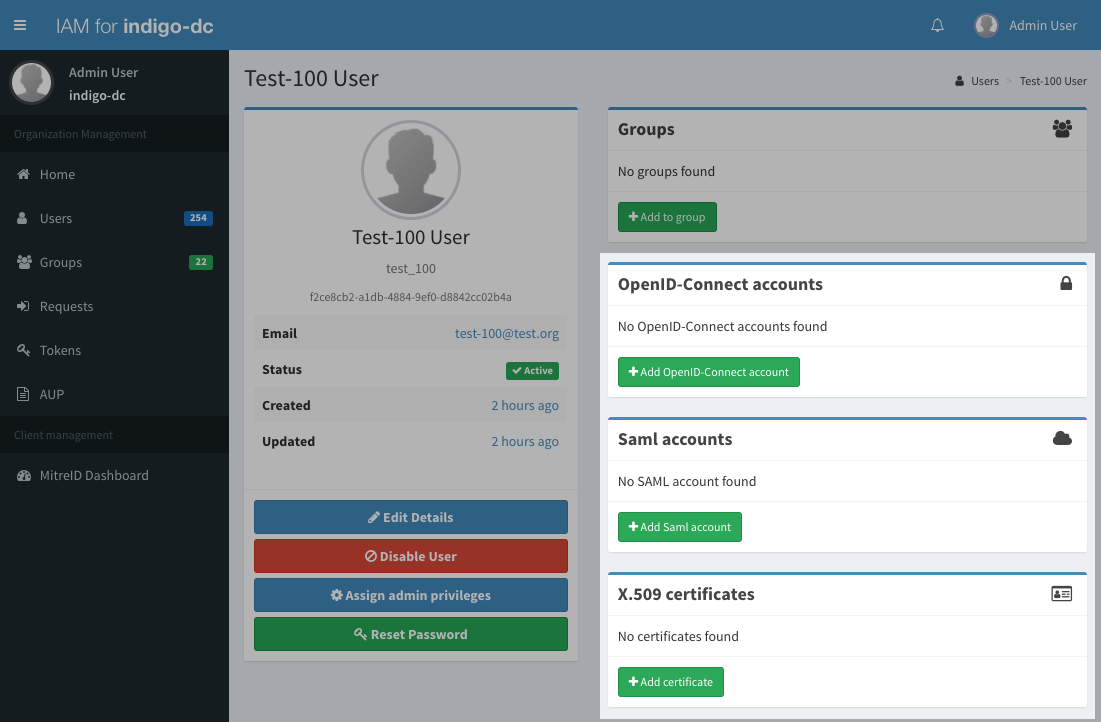 IAM for indigo-dc
Admin User
Admin User
indigo-dc
Organization Management
Home
Users 254
Groups 22
Requests
Tokens
AUP
Client management
MitreID Dashboard
Test-100 User
Users > Test-100 User
Test-100 User
test_100
f2ce8cb2-a1db-4884-9ef0-d8842cc02b4a
Email test-100@test.org
Status Active
Created 2 hours ago
Updated 2 hours ago
Edit Details
Disable User
Assign admin privileges
Reset Password
Groups
No groups found
Add to group
OpenID-Connect accounts
No OpenID-Connect accounts found
Add OpenID-Connect account
Saml accounts
No SAML account found
Add Saml account
X.509 certificates
No certificates found
Add certificate